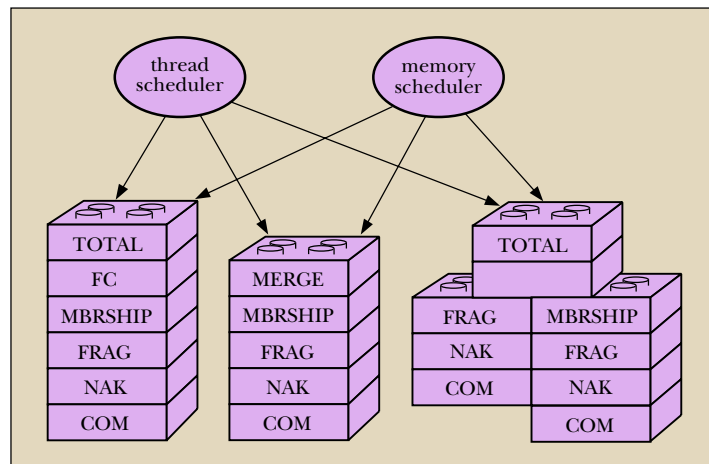 thread
scheduler
memory
scheduler
TOTAL
FC
MBRSHIP
FRAG
NAK
COM
MERGE
MBRSHIP
FRAG
NAK
COM
TOTAL
FRAG
NAK
COM
MBRSHIP
FRAG
NAK
COM